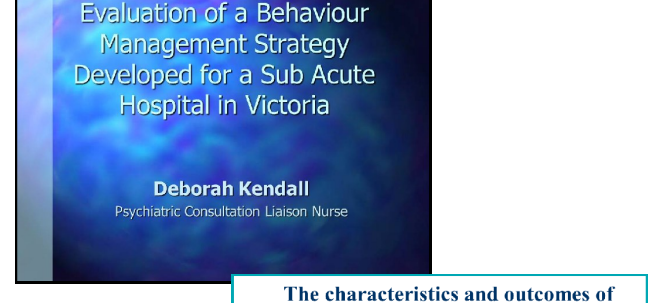 Evaluation of a Behaviour
Management Strategy
Developed for a Sub Acute
Hospital in Victoria
Deborah Kendall
Psychiatric Consultation Liaison Nurse
The characteristics and outcomes of